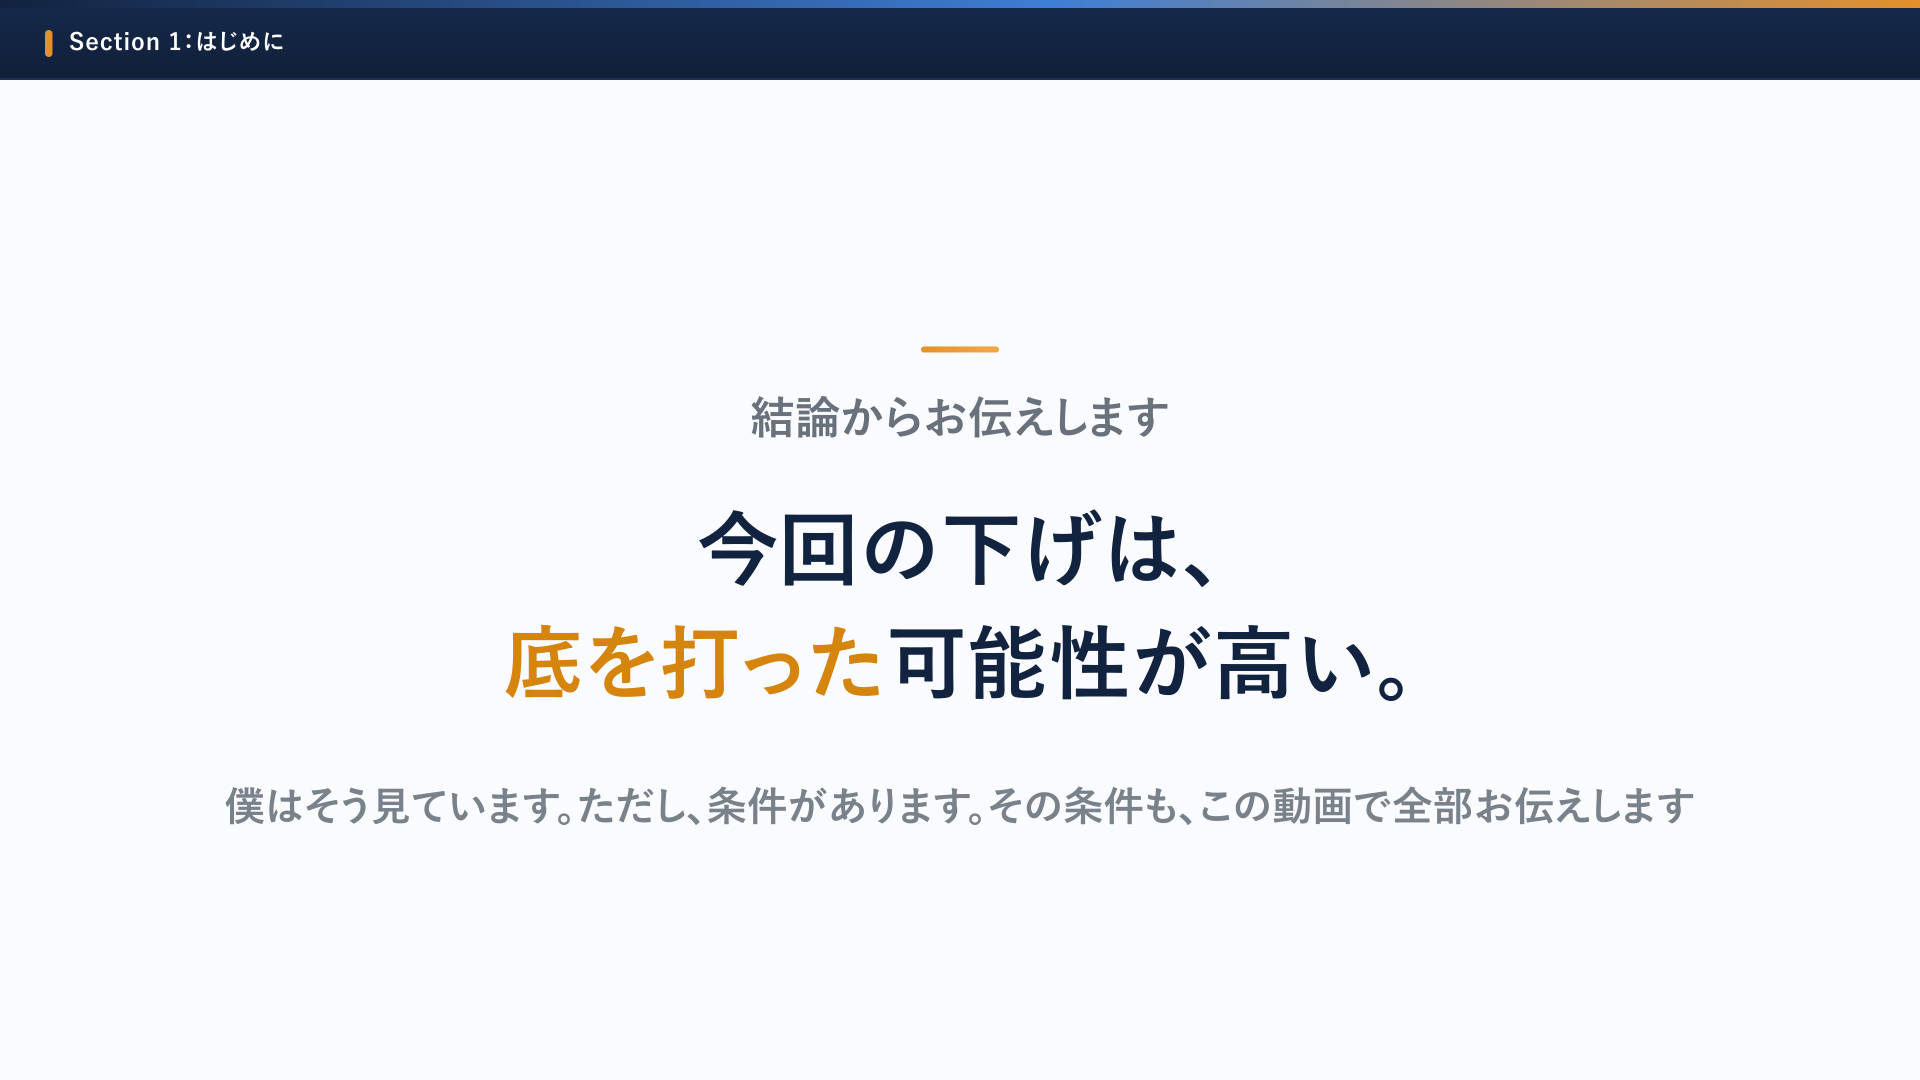 Section 1：はじめに
結論からお伝えします
今回の下げは、
底を打った可能性が高い。
僕はそう見ています。ただし、条件があります。その条件も、この動画で全部お伝えします